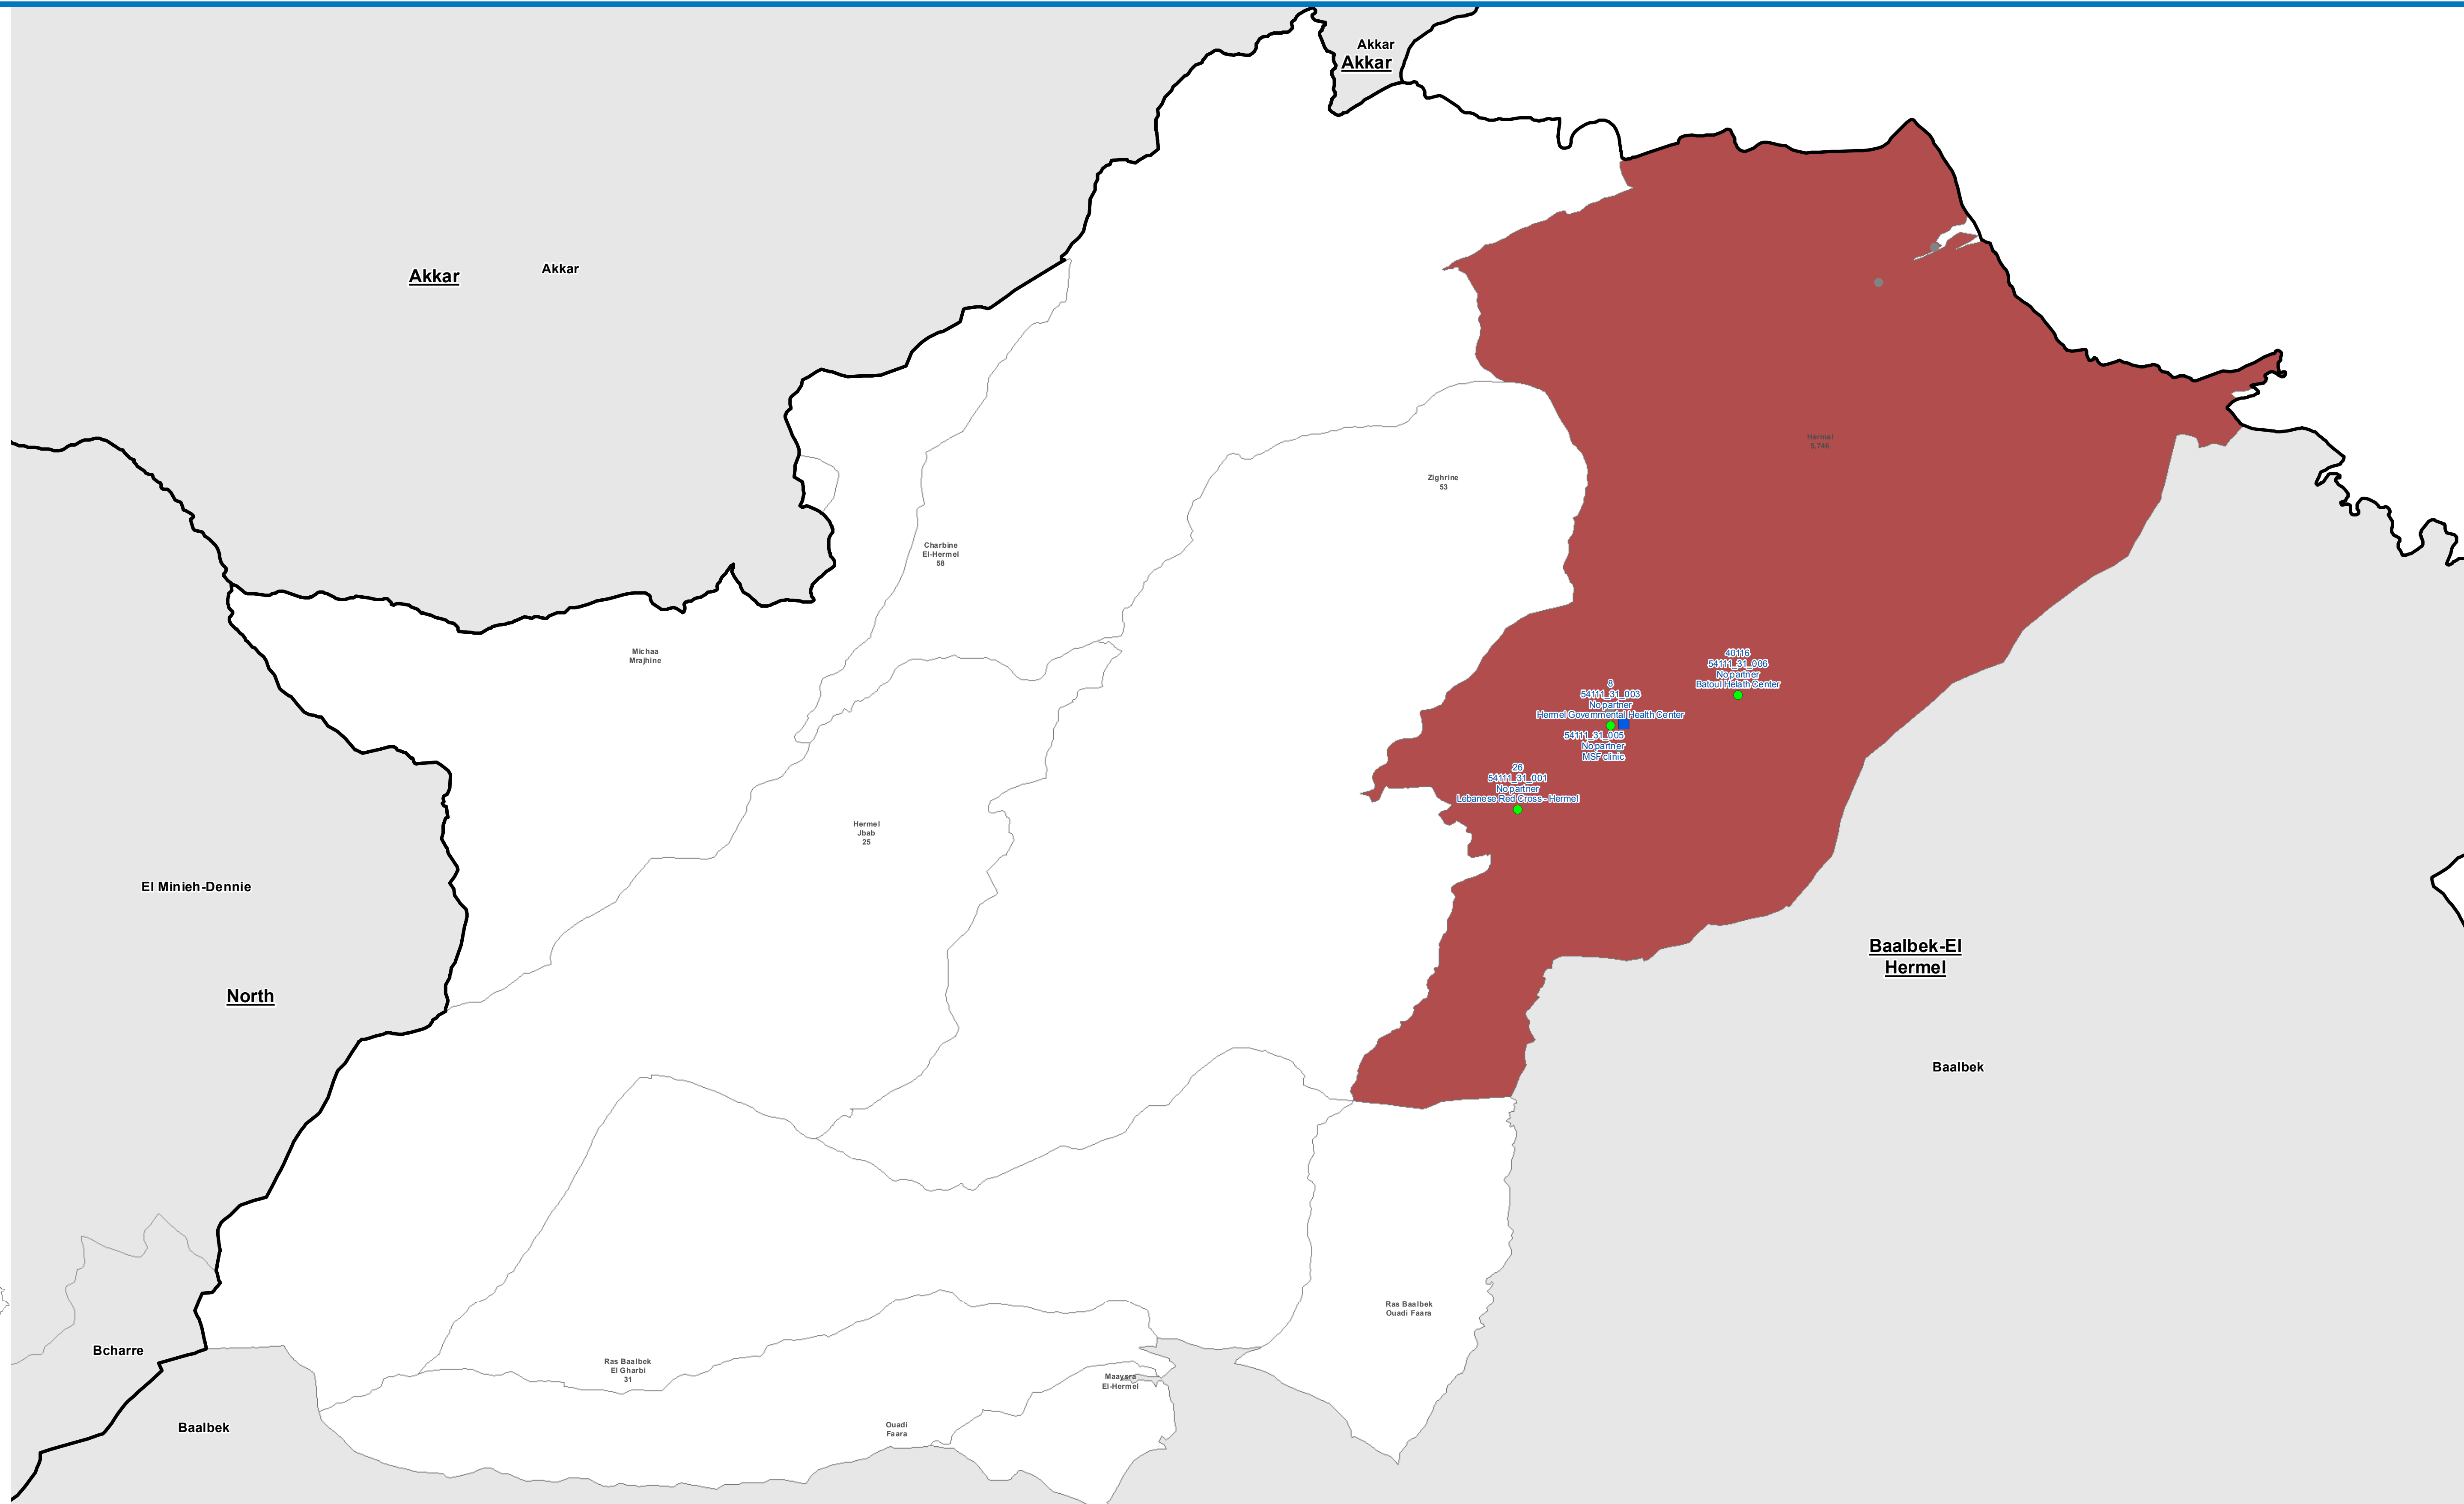 Akkar
Akkar
Akkar
Akkar
Hermel
5,746
Zighrine
53
Charbine
El-Hermel
58
Michaa
Mrajhine
40116
54111_31_006
No partner
Batoul Helath Center
8
54111_31_003
No partner
Hermel Governmental Health Center
54111_31_005
No partner
MSF clinic
26
54111_31_001
No partner
Lebanese Red Cross - Hermel
Hermel
Jbab
25
El Minieh-Dennie
North
Baalbek-El
Hermel
Baalbek
Ras Baalbek
Ouadi Faara
Bcharre
Ras Baalbek
El Gharbi
31
Maaysra
El-Hermel
Baalbek
Ouadi
Faara